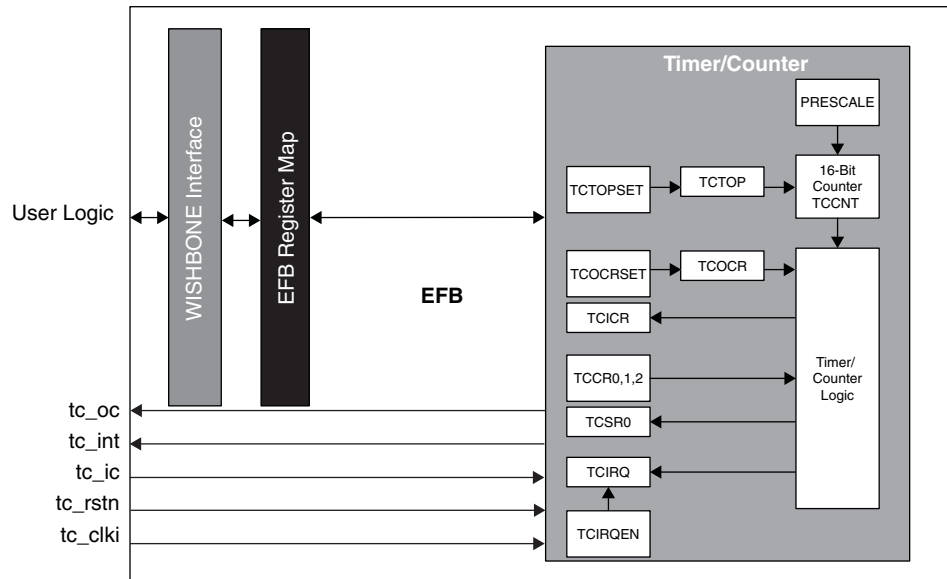 Timer/Counter
PRESCALE
16-Bit
Counter
TCCNT
TCTOPSET
TCTOP
User Logic
WISHBONE Interface
EFB Register Map
EFB
TCOCRSET
TCOCR
TCICR
TCCR0,1,2
Timer/
Counter
Logic
tc_oc
TCSR0
tc_int
tc_ic
TCIRQ
tc_rstn
tc_clki
TCIRQEN